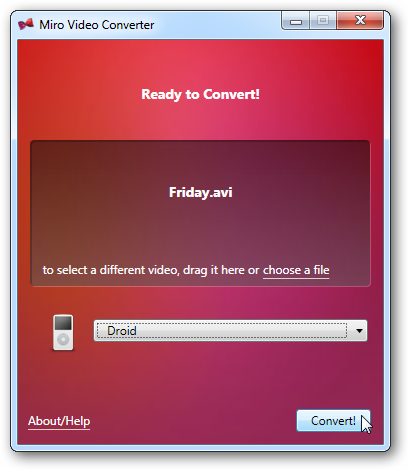 Miro Video Converter
Ready to Convert!
Friday.avi
to select a different video, drag it here or choose a file
Droid
About/Help
Convert!